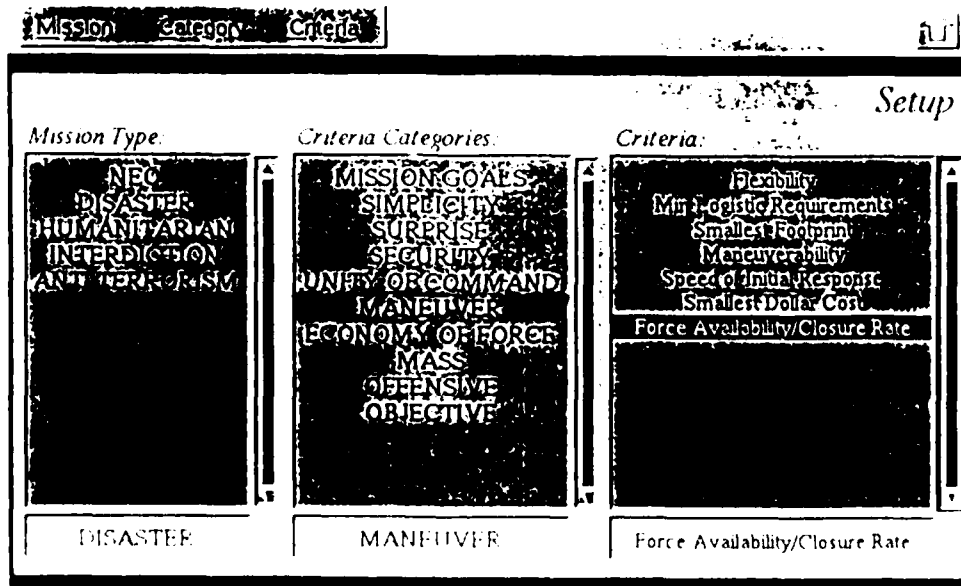 Mission Category Criteria
Setup
Mission Type:
NEO
DISASTER
HUMANITARIAN
INTERDICTION
ANTI-TERRORISM
DISASTER
Criteria Categories:
MISSION GOALS
SIMPLICITY
SURPRISE
SECURITY
UNITY OF COMMAND
MANEUVER
ECONOMY OF FORCE
MASS
OFFENSIVE
OBJECTIVE
MANEUVER
Criteria:
Flexibility
Min Logistic Requirements
Smallest Footprint
Maneuverability
Speed of Initial Response
Smallest Dollar Cost
Force Availability/Closure Rate
Force Availability/Closure Rate